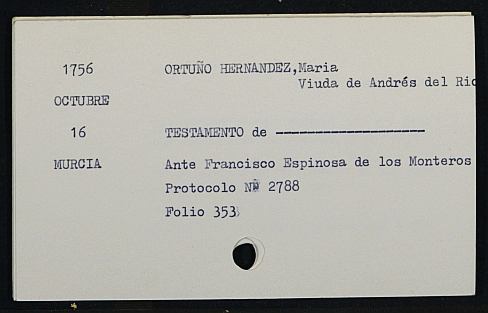 1756 ORTUÑO HERNANDEZ, Maria
Viuda de Andrés del Rio
OCTUBRE
16 TESTAMENTO de -------------------
MURCIA Ante Francisco Espinosa de los Monteros
Protocolo Nº 2788
Folio 353